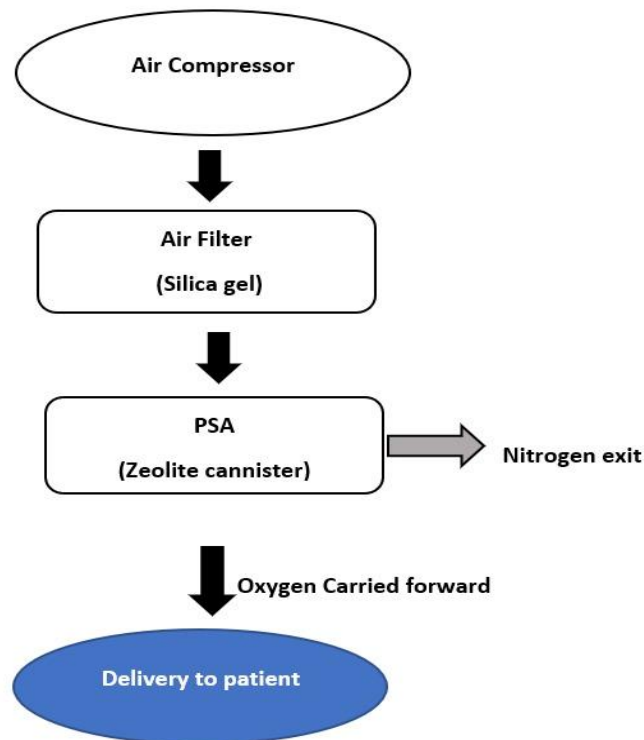 Air Compressor
Air Filter
(Silica gel)
PSA
(Zeolite cannister)
Nitrogen exit
Oxygen Carried forward
Delivery to patient